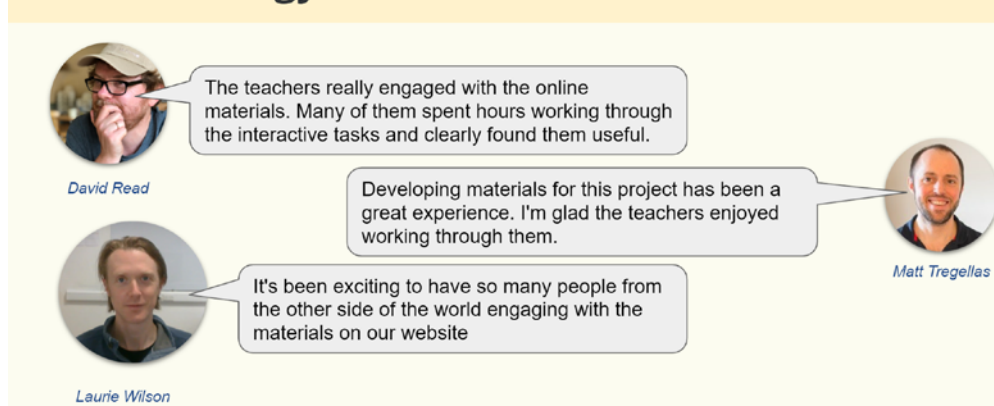 The teachers really engaged with the online
materials. Many of them spent hours working through
the interactive tasks and clearly found them useful.
David Read
Developing materials for this project has been a
great experience. I'm glad the teachers enjoyed
working through them.
Matt Tregellas
It's been exciting to have so many people from
the other side of the world engaging with the
materials on our website
Laurie Wilson